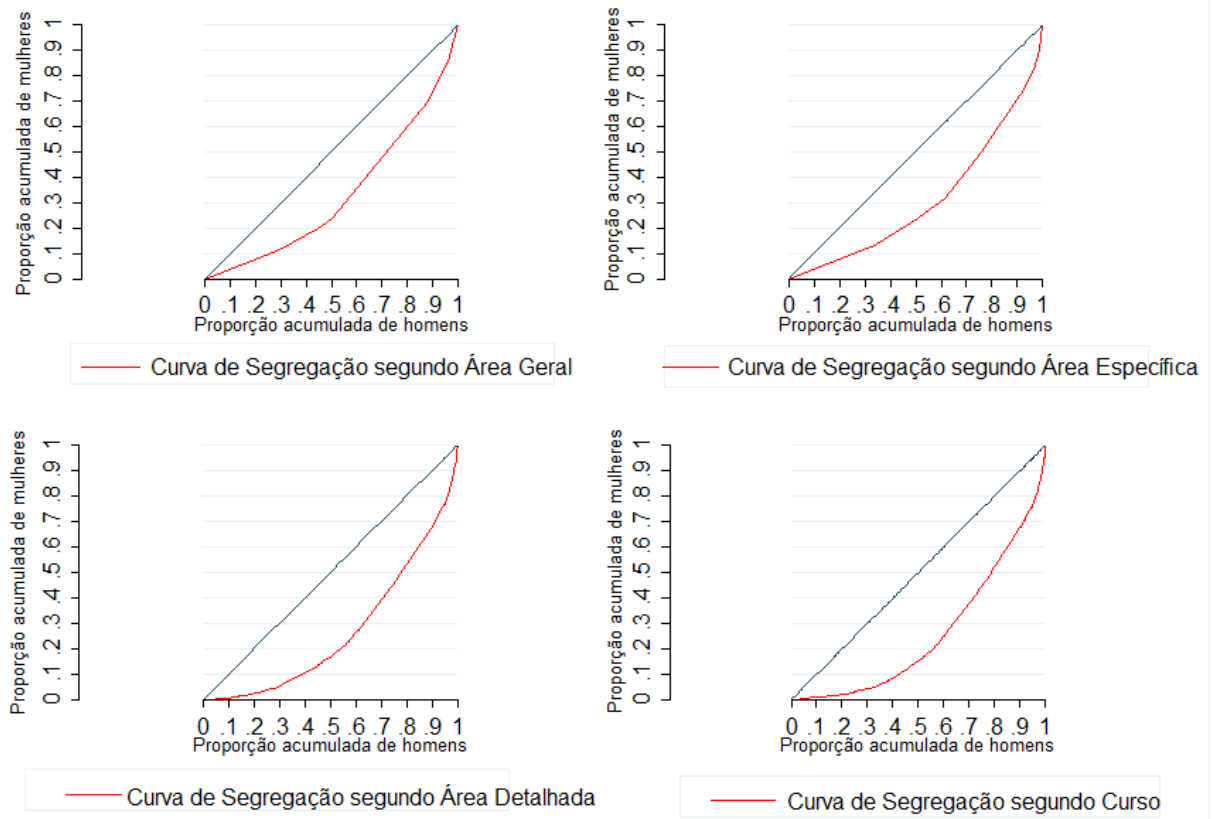 Proporção acumulada de mulheres
1
.9
.8
.7
.6
.5
.4
.3
.2
.1
0
0 .1 .2 .3 .4 .5 .6 .7 .8 .9 1
Proporção acumulada de homens
Curva de Segregação segundo Área Geral
Proporção acumulada de mulheres
1
.9
.8
.7
.6
.5
.4
.3
.2
.1
0
0 .1 .2 .3 .4 .5 .6 .7 .8 .9 1
Proporção acumulada de homens
Curva de Segregação segundo Área Específica
Proporção acumulada de mulheres
1
.9
.8
.7
.6
.5
.4
.3
.2
.1
0
0 .1 .2 .3 .4 .5 .6 .7 .8 .9 1
Proporção acumulada de homens
Curva de Segregação segundo Área Detalhada
Proporção acumulada de mulheres
1
.9
.8
.7
.6
.5
.4
.3
.2
.1
0
0 .1 .2 .3 .4 .5 .6 .7 .8 .9 1
Proporção acumulada de homens
Curva de Segregação segundo Curso